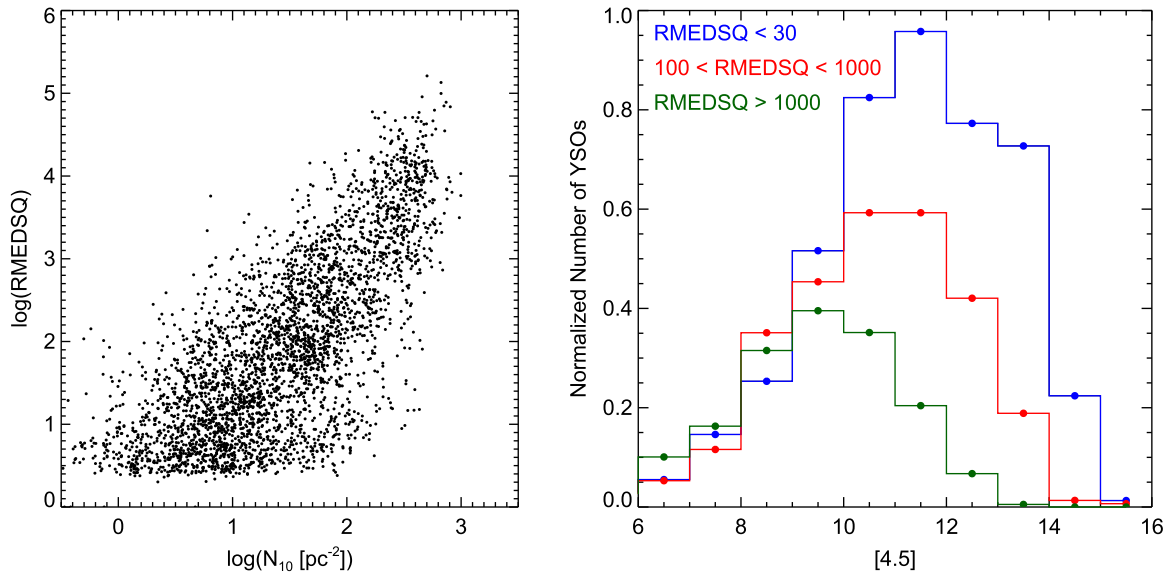 6
5
4
3
2
1
0
log(RMEDSQ)
0 1 2 3
log(N10 [pc-2])
RMEDSQ < 30
100 < RMEDSQ < 1000
RMEDSQ > 1000
1.0
0.8
0.6
0.4
0.2
0.0
Normalized Number of YSOs
6 8 10 12 14 16
[4.5]